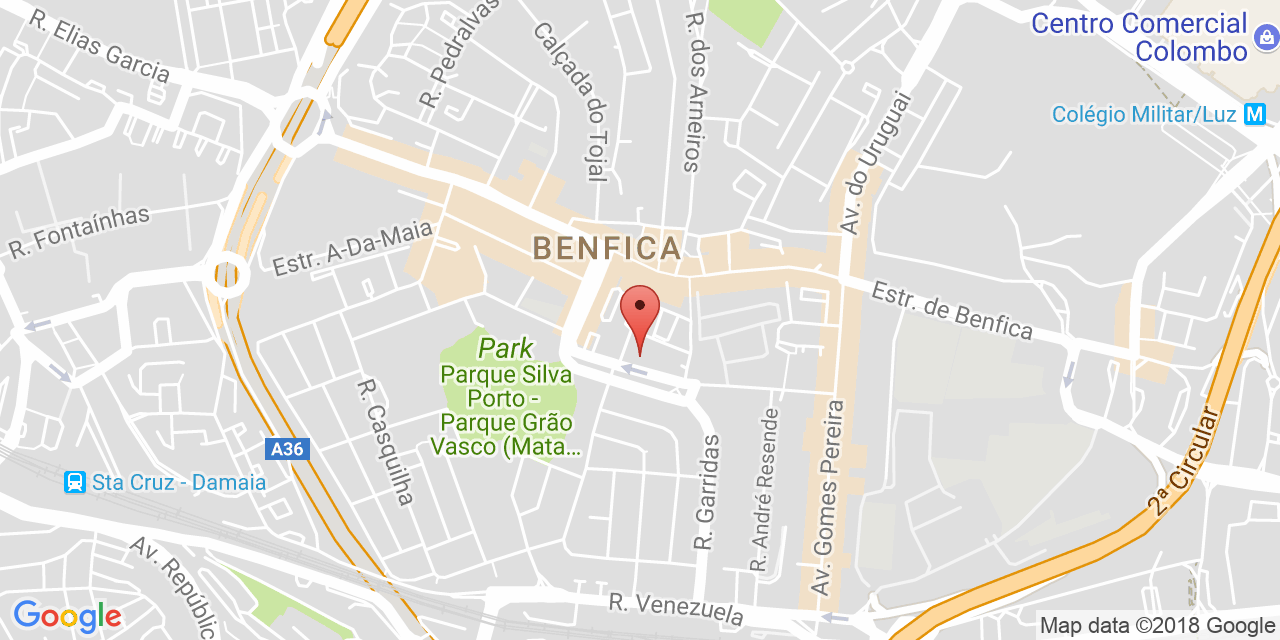 R. Elias Garcia
R. Pedralvas
Calçada do Tojal
R. dos Arneiros
Centro Comercial
Colombo
Colégio Militar/Luz
M
Av. do Uruguai
R. Fontaínhas
Estr. A-Da-Maia
BENFICA
Estr. de Benfica
Park
Parque Silva
Porto -
Parque Grão
Vasco (Mata...
R. Casquilha
A36
Sta Cruz - Damaia
R. Garridas
R. André Resende
Av. Gomes Pereira
2ª Circular
Av. Repúblic
R. Venezuela
Google
Map data ©2018 Google